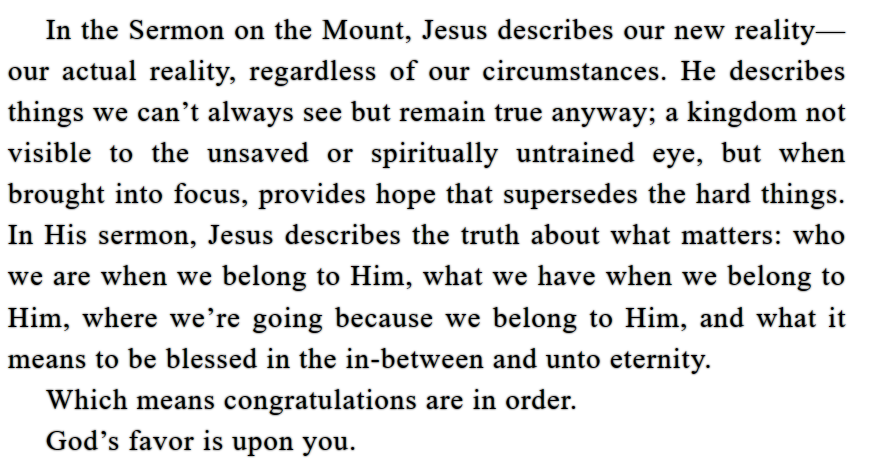 In the Sermon on the Mount, Jesus describes our new reality—
our actual reality, regardless of our circumstances. He describes
things we can’t always see but remain true anyway; a kingdom not
visible to the unsaved or spiritually untrained eye, but when
brought into focus, provides hope that supersedes the hard things.
In His sermon, Jesus describes the truth about what matters: who
we are when we belong to Him, what we have when we belong to
Him, where we’re going because we belong to Him, and what it
means to be blessed in the in-between and unto eternity.
Which means congratulations are in order.
God’s favor is upon you.